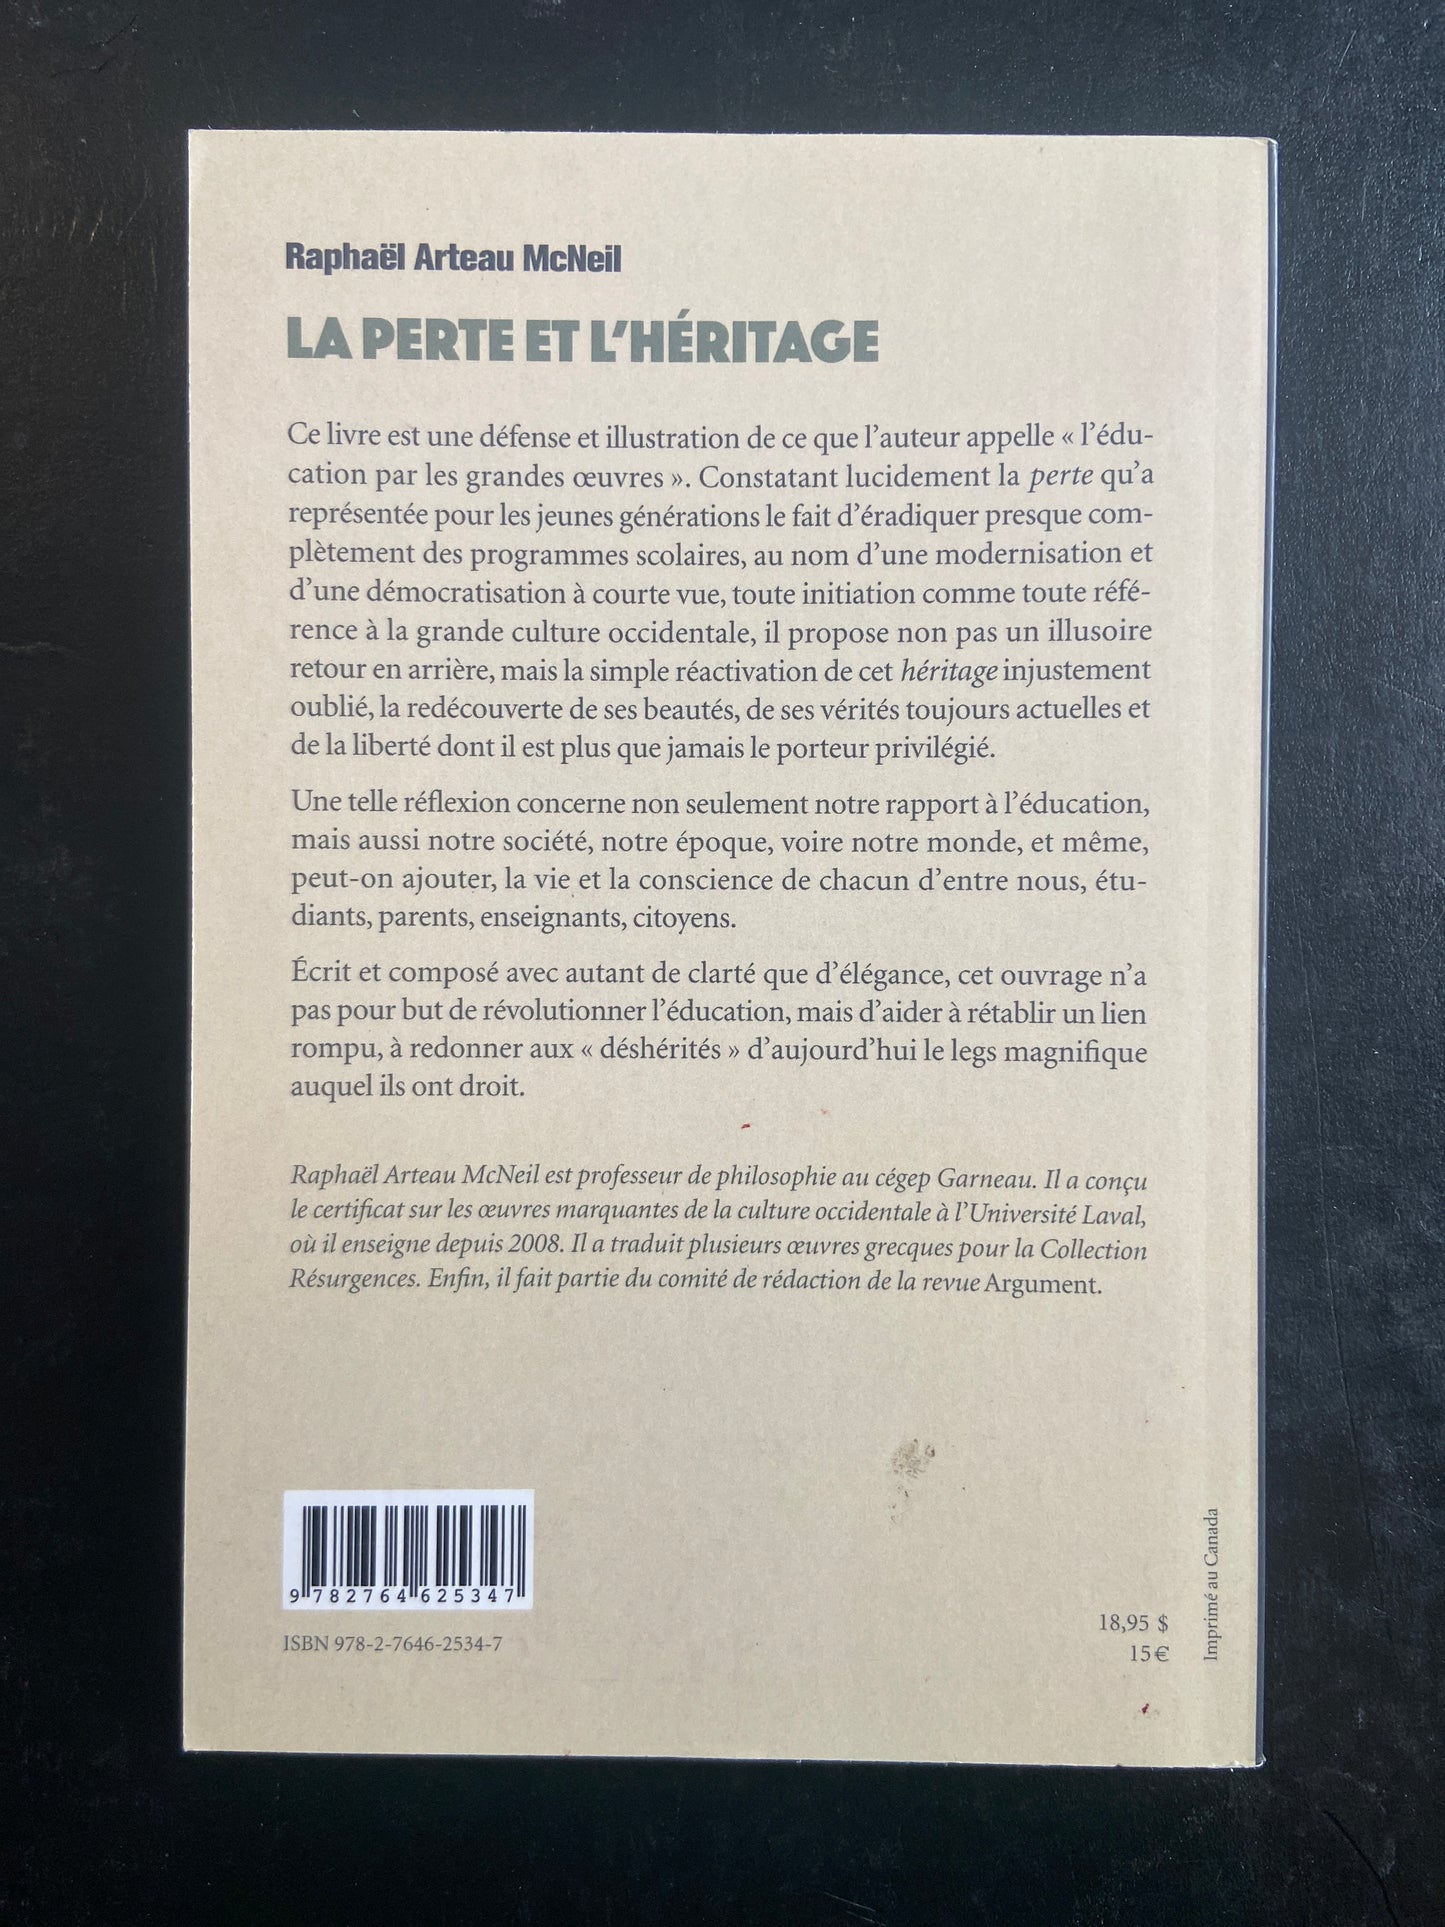 Raphaël Arteau McNeil
LA PERTE ET L'HÉRITAGE
Ce livre est une défense et illustration de ce que l'auteur appelle « l'édu-
cation par les grandes œuvres ». Constatant lucidement la perte qu'a
représentée pour les jeunes générations le fait d'éradiquer presque com-
plètement des programmes scolaires, au nom d'une modernisation et
d'une démocratisation à courte vue, toute initiation comme toute réfé-
rence à la grande culture occidentale, il propose non pas un illusoire
retour en arrière, mais la simple réactivation de cet héritage injustement
oublié, la redécouverte de ses beautés, de ses vérités toujours actuelles et
de la liberté dont il est plus que jamais le porteur privilégié.
Une telle réflexion concerne non seulement notre rapport à l'éducation,
mais aussi notre société, notre époque, voire notre monde, et même,
peut-on ajouter, la vie et la conscience de chacun d'entre nous, étu-
diants, parents, enseignants, citoyens.
Écrit et composé avec autant de clarté que d'élégance, cet ouvrage n'a
pas pour but de révolutionner l'éducation, mais d'aider à rétablir un lien
rompu, à redonner aux « déshérités » d'aujourd'hui le legs magnifique
auquel ils ont droit.
Raphaël Arteau McNeil est professeur de philosophie au cégep Garneau. Il a conçu
le certificat sur les œuvres marquantes de la culture occidentale à l'Université Laval,
où il enseigne depuis 2008. Il a traduit plusieurs œuvres grecques pour la Collection
Résurgences. Enfin, il fait partie du comité de rédaction de la revue Argument.
9 782764 625347
ISBN 978-2-7646-2534-7
18,95 $
15 €
Imprimé au Canada